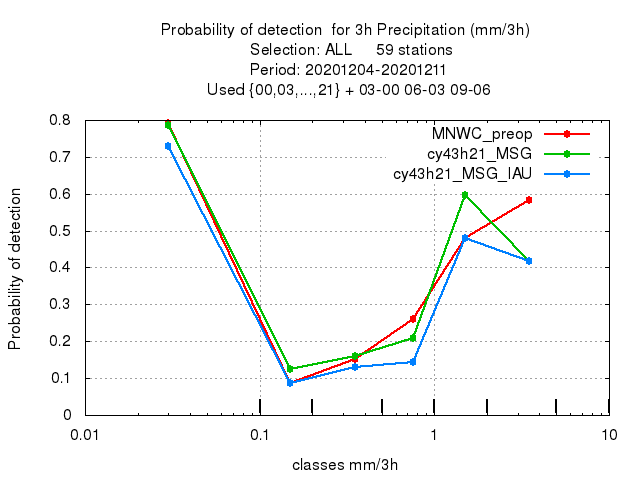 Probability of detection  for 3h Precipitation (mm/3h)
Selection: ALL     59 stations
Period: 20201204-20201211
Used {00,03,...,21} + 03-00 06-03 09-06
MNWC_preop
cy43h21_MSG
cy43h21_MSG_IAU
Probability of detection
0.8
0.7
0.6
0.5
0.4
0.3
0.2
0.1
0
0.01
0.1
1
10
classes mm/3h